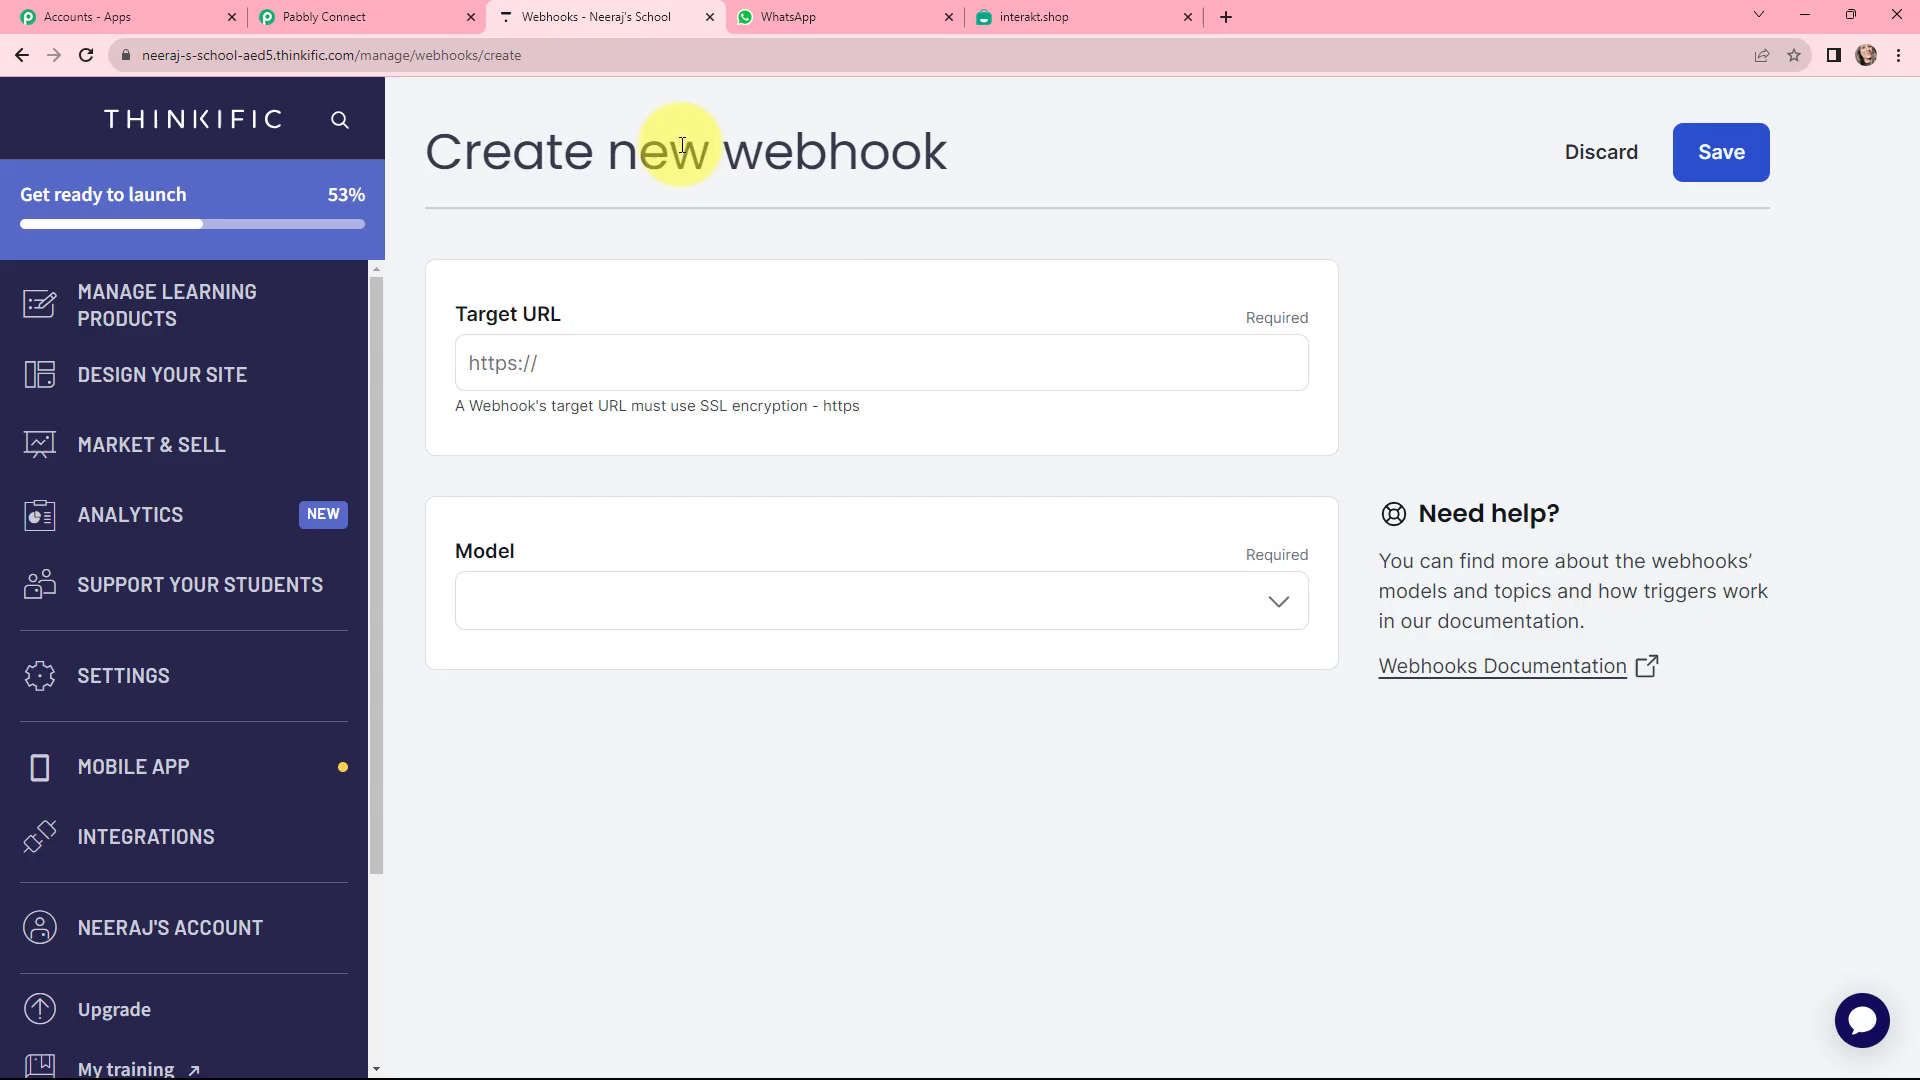 Accounts - Apps
Pabbly Connect
Webhooks - Neeraj's School
WhatsApp
interakt.shop
neeraj-s-school-aed5.thinkific.com/manage/webhooks/create
THINKIFIC
Get ready to launch 53%
MANAGE LEARNING
PRODUCTS
DESIGN YOUR SITE
MARKET & SELL
ANALYTICS NEW
SUPPORT YOUR STUDENTS
SETTINGS
MOBILE APP
INTEGRATIONS
NEERAJ'S ACCOUNT
Upgrade
My training
Create new webhook
Discard
Save
Target URL
Required
https://
A Webhook's target URL must use SSL encryption - https
Model
Required
Need help?
You can find more about the webhooks’
models and topics and how triggers work
in our documentation.
Webhooks Documentation